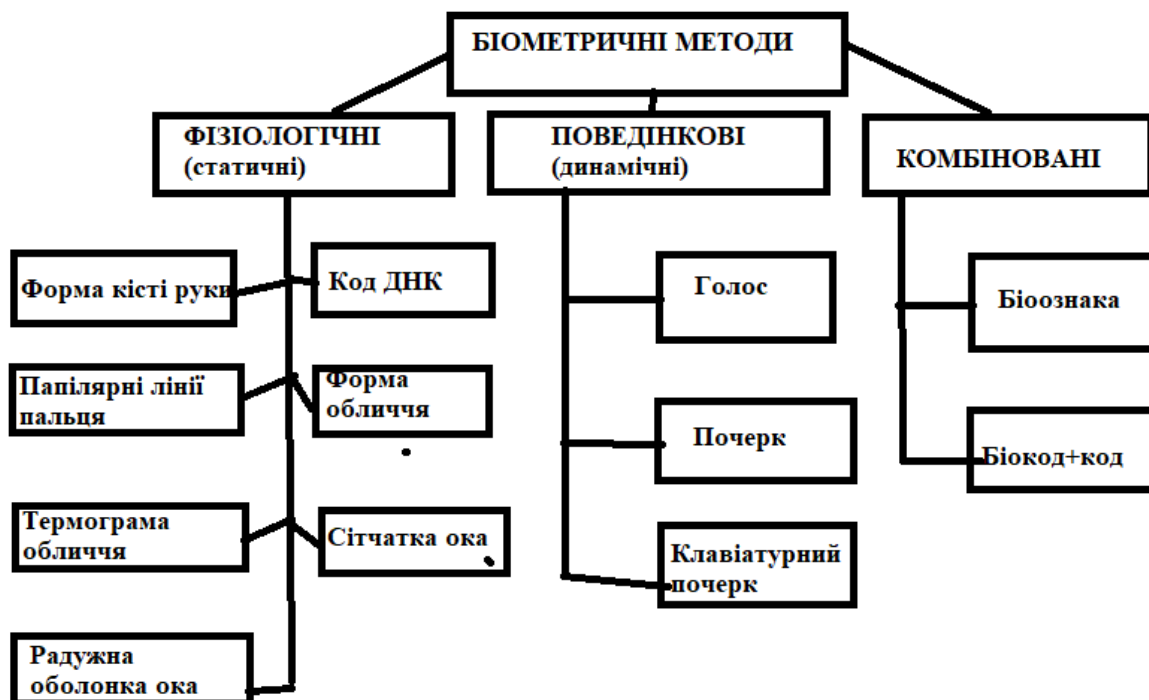 БІОМЕТРИЧНІ МЕТОДИ
ФІЗІОЛОГІЧНІ
(статичні)
ПОВЕДІНКОВІ
(динамічні)
КОМБІНОВАНІ
Форма кісті руки
Код ДНК
Папілярні лінії
пальця
Форма
обличчя
Термограма
обличчя
Сітчатка ока
Радужна
оболонка ока
Голос
Почерк
Клавіатурний
почерк
Біоознака
Біокод+код